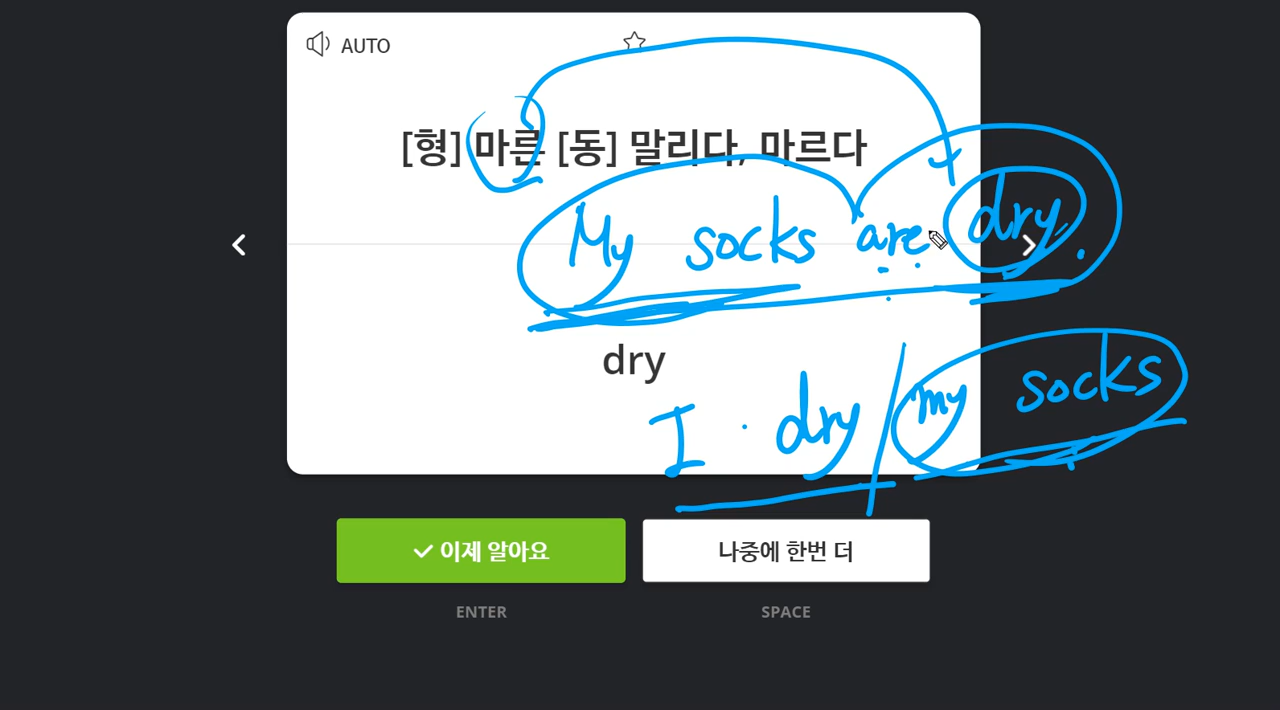 AUTO
[형] 마른 [동] 말리다, 마르다
My socks are dry.
dry
I dry / my socks
이제 알아요
나중에 한번 더
ENTER
SPACE